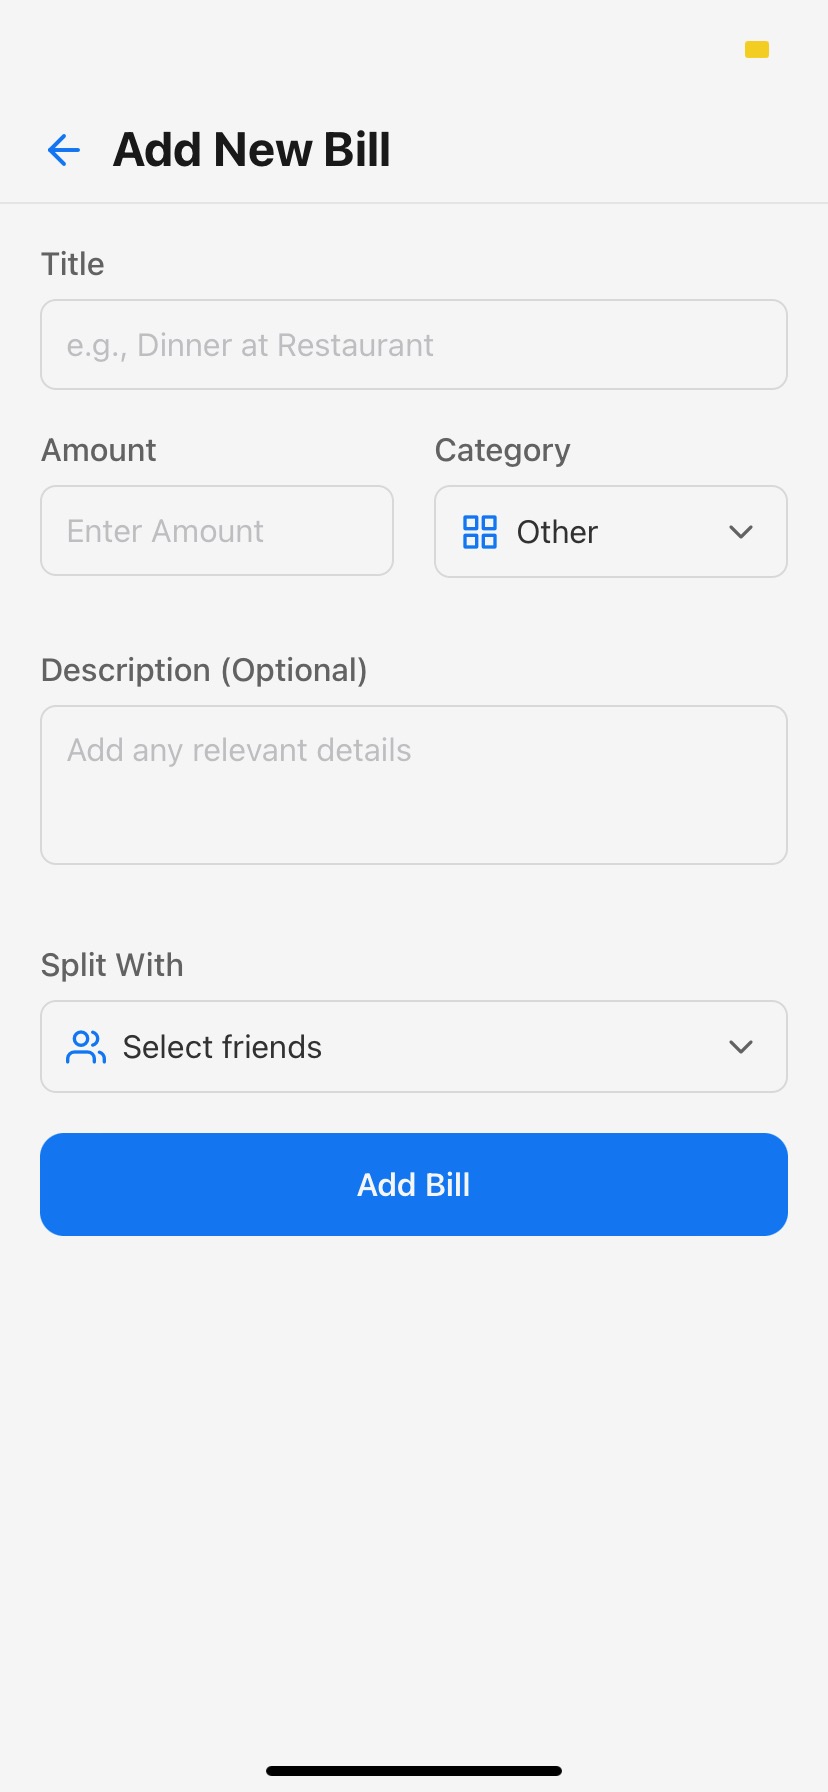 Add New Bill
Title
e.g., Dinner at Restaurant
Amount
Category
Enter Amount
Other
Description (Optional)
Add any relevant details
Split With
Select friends
Add Bill